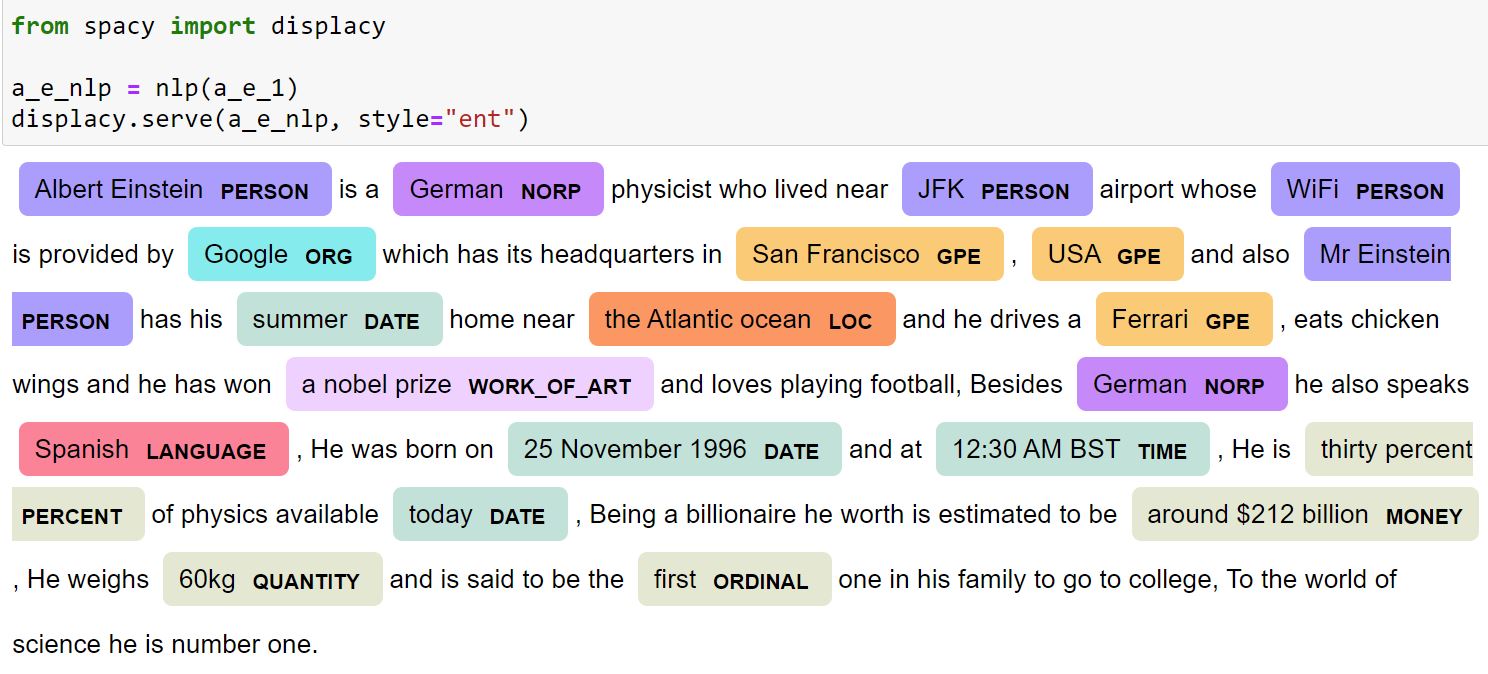 from spacy import displacy
a_e_nlp = nlp(a_e_1)
displacy.serve(a_e_nlp, style="ent")
Albert Einstein PERSON is a German NORP physicist who lived near JFK PERSON airport whose WiFi PERSON
is provided by Google ORG which has its headquarters in San Francisco GPE , USA GPE and also Mr Einstein
PERSON has his summer DATE home near the Atlantic ocean LOC and he drives a Ferrari GPE , eats chicken
wings and he has won a nobel prize WORK_OF_ART and loves playing football, Besides German NORP he also speaks
Spanish LANGUAGE , He was born on 25 November 1996 DATE and at 12:30 AM BST TIME , He is thirty percent
PERCENT of physics available today DATE , Being a billionaire he worth is estimated to be around $212 billion MONEY
, He weighs 60kg QUANTITY and is said to be the first ORDINAL one in his family to go to college, To the world of
science he is number one.